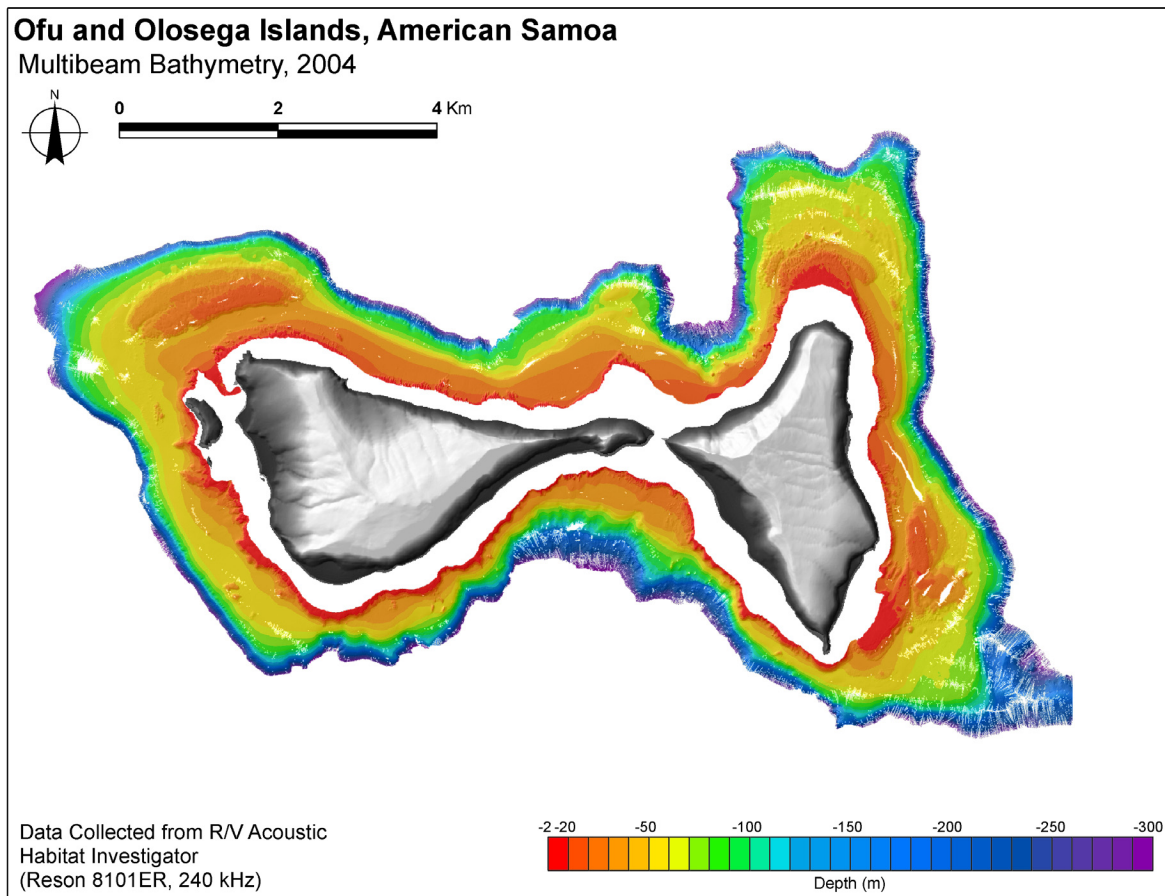 Ofu and Olosega Islands, American Samoa
Multibeam Bathymetry, 2004
N
0 2 4 Km
Data Collected from R/V Acoustic
Habitat Investigator
(Reson 8101ER, 240 kHz)
-2 -20 -50 -100 -150 -200 -250 -300
Depth (m)